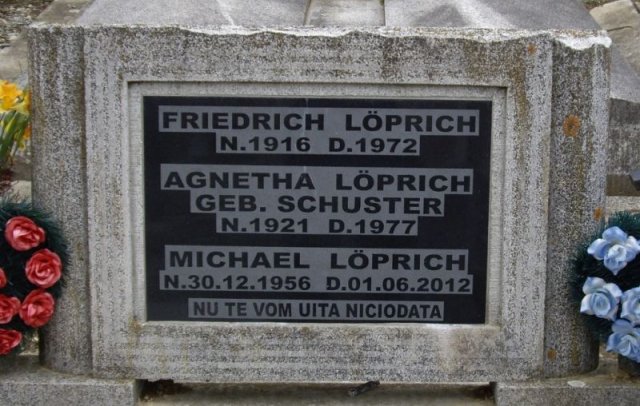 FRIEDRICH LÖPRICH
N.1916 D.1972
AGNETHA LÖPRICH
GEB. SCHUSTER
N.1921 D.1977
MICHAEL LÖPRICH
N.30.12.1956 D.01.06.2012
NU TE VOM UITA NICIODATA